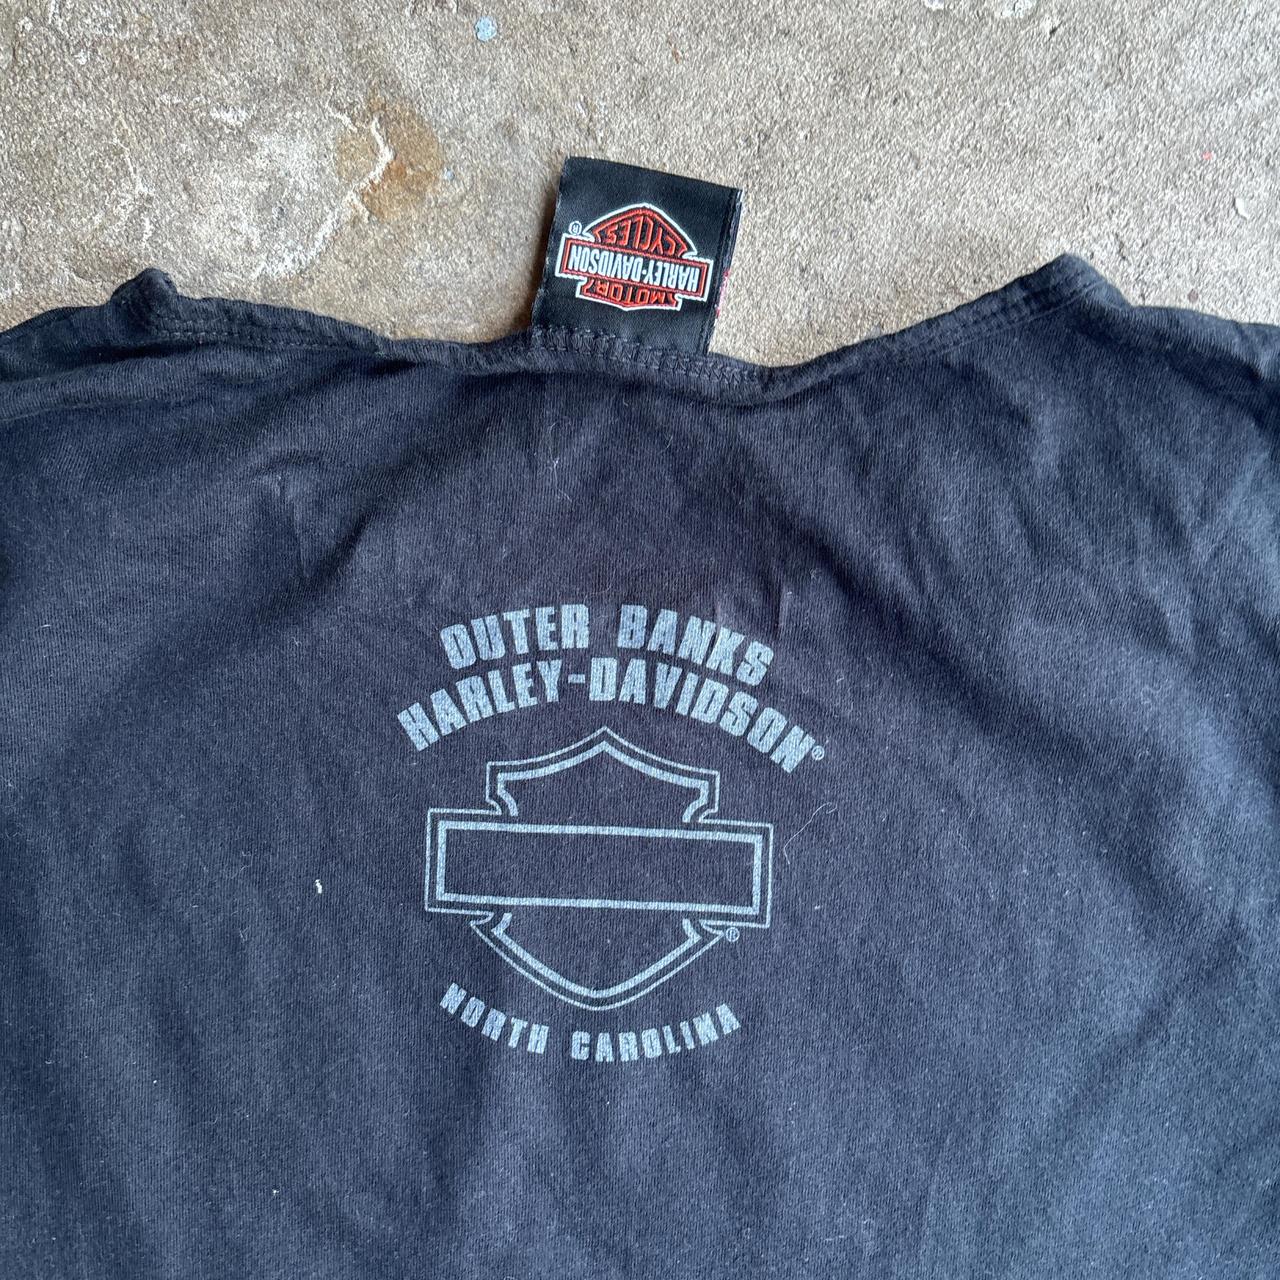 MOTOR
HARLEY-DAVIDSON
CYCLES
®
OUTER BANKS
HARLEY-DAVIDSON®
®
NORTH CAROLINA